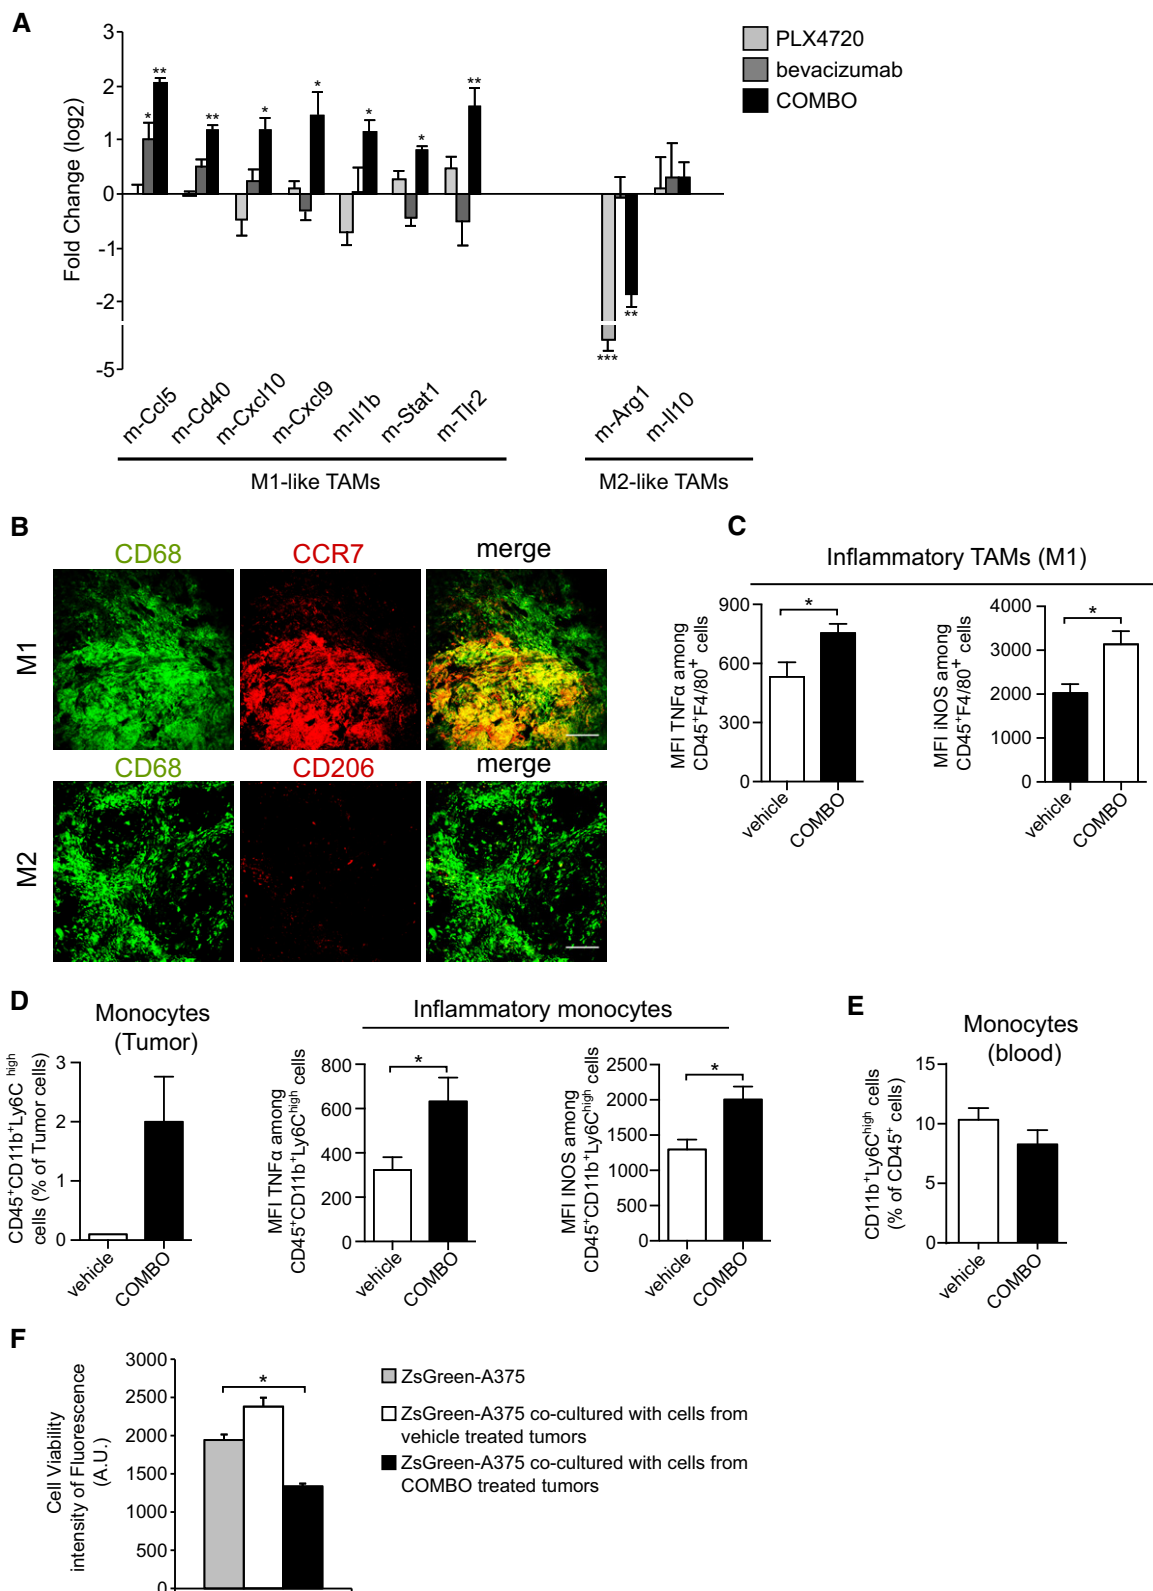 A
3
2
1
0
-1
-2
-5
Fold Change (log2)
PLX4720
bevacizumab
COMBO
**
*
**
*
*
*
*
**
***
**
m-Ccl5
m-Cd40
m-Cxcl10
m-Cxcl9
m-Il1b
m-Stat1
m-Tlr2
m-Arg1
m-Il10
M1-like TAMs
M2-like TAMs
B
CD68
CCR7
merge
M1
CD68
CD206
merge
M2
C
Inflammatory TAMs (M1)
MFI TNFα among
CD45+F4/80+ cells
900
600
300
0
*
vehicle
COMBO
MFI iNOS among
CD45+F4/80+ cells
4000
3000
2000
1000
0
*
vehicle
COMBO
D
Monocytes
(Tumor)
CD45+CD11b+Ly6C high
cells (% of Tumor cells)
3
2
1
0
vehicle
COMBO
Inflammatory monocytes
MFI TNFα among
CD45+CD11b+Ly6Chigh cells
800
600
400
200
0
*
vehicle
COMBO
MFI INOS among
CD45+CD11b+Ly6Chigh cells
2500
2000
1500
1000
500
0
*
vehicle
COMBO
E
Monocytes
(blood)
CD11b+Ly6Chigh cells
(% of CD45+ cells)
15
10
5
0
vehicle
COMBO
F
Cell Viability
intensity of Fluorescence
(A.U.)
3000
2500
2000
1500
1000
500
0
*
ZsGreen-A375
ZsGreen-A375 co-cultured with cells from
vehicle treated tumors
ZsGreen-A375 co-cultured with cells from
COMBO treated tumors